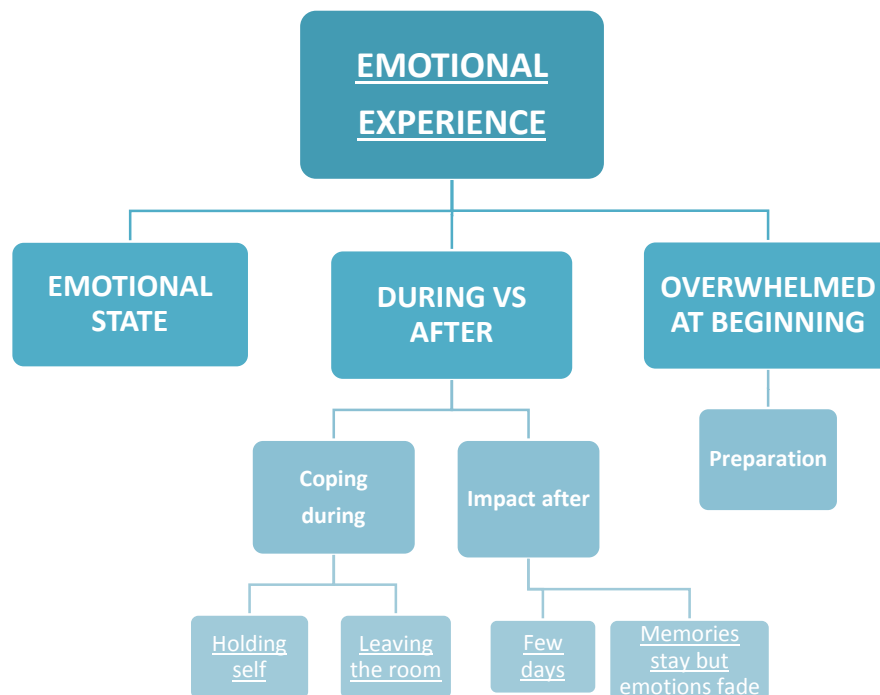 EMOTIONAL
EXPERIENCE
EMOTIONAL
STATE
DURING VS
AFTER
OVERWHELMED
AT BEGINNING
Coping
during
Impact after
Preparation
Holding
self
Leaving
the room
Few
days
Memories
stay but
emotions fade